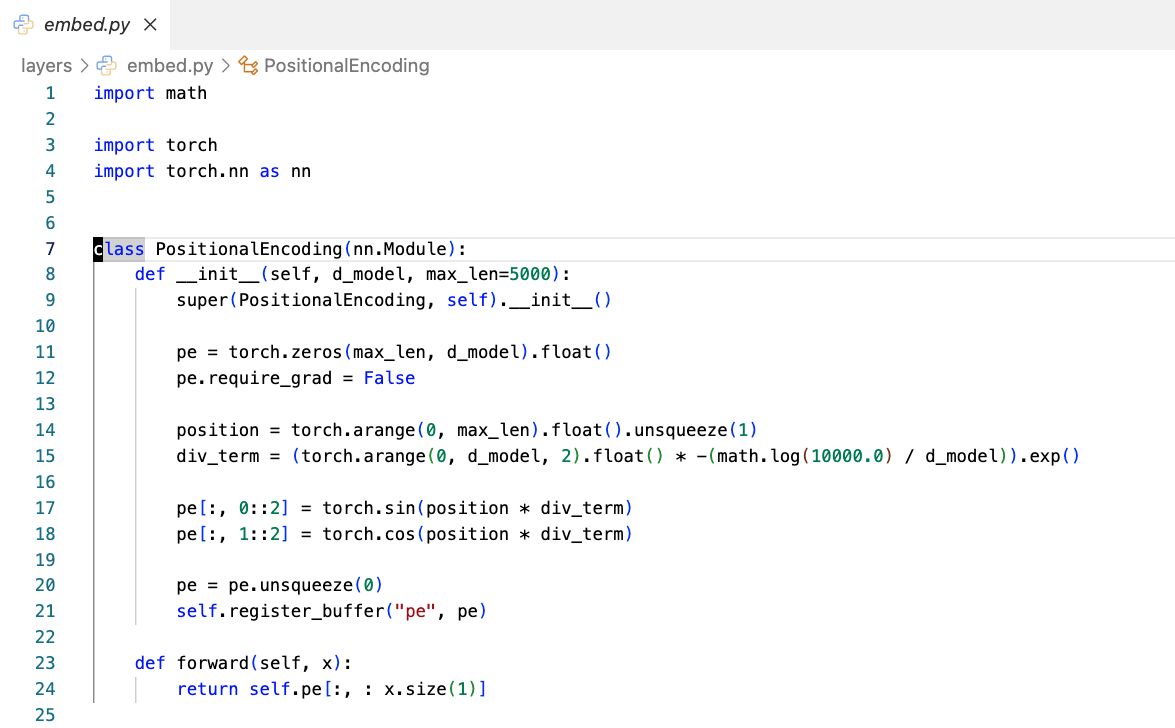 embed.py
layers > embed.py > PositionalEncoding
1 import math
2
3 import torch
4 import torch.nn as nn
5
6
7 class PositionalEncoding(nn.Module):
8     def __init__(self, d_model, max_len=5000):
9         super(PositionalEncoding, self).__init__()
10
11         pe = torch.zeros(max_len, d_model).float()
12         pe.require_grad = False
13
14         position = torch.arange(0, max_len).float().unsqueeze(1)
15         div_term = (torch.arange(0, d_model, 2).float() * -(math.log(10000.0) / d_model)).exp()
16
17         pe[:, 0::2] = torch.sin(position * div_term)
18         pe[:, 1::2] = torch.cos(position * div_term)
19
20         pe = pe.unsqueeze(0)
21         self.register_buffer("pe", pe)
22
23     def forward(self, x):
24         return self.pe[:, : x.size(1)]
25